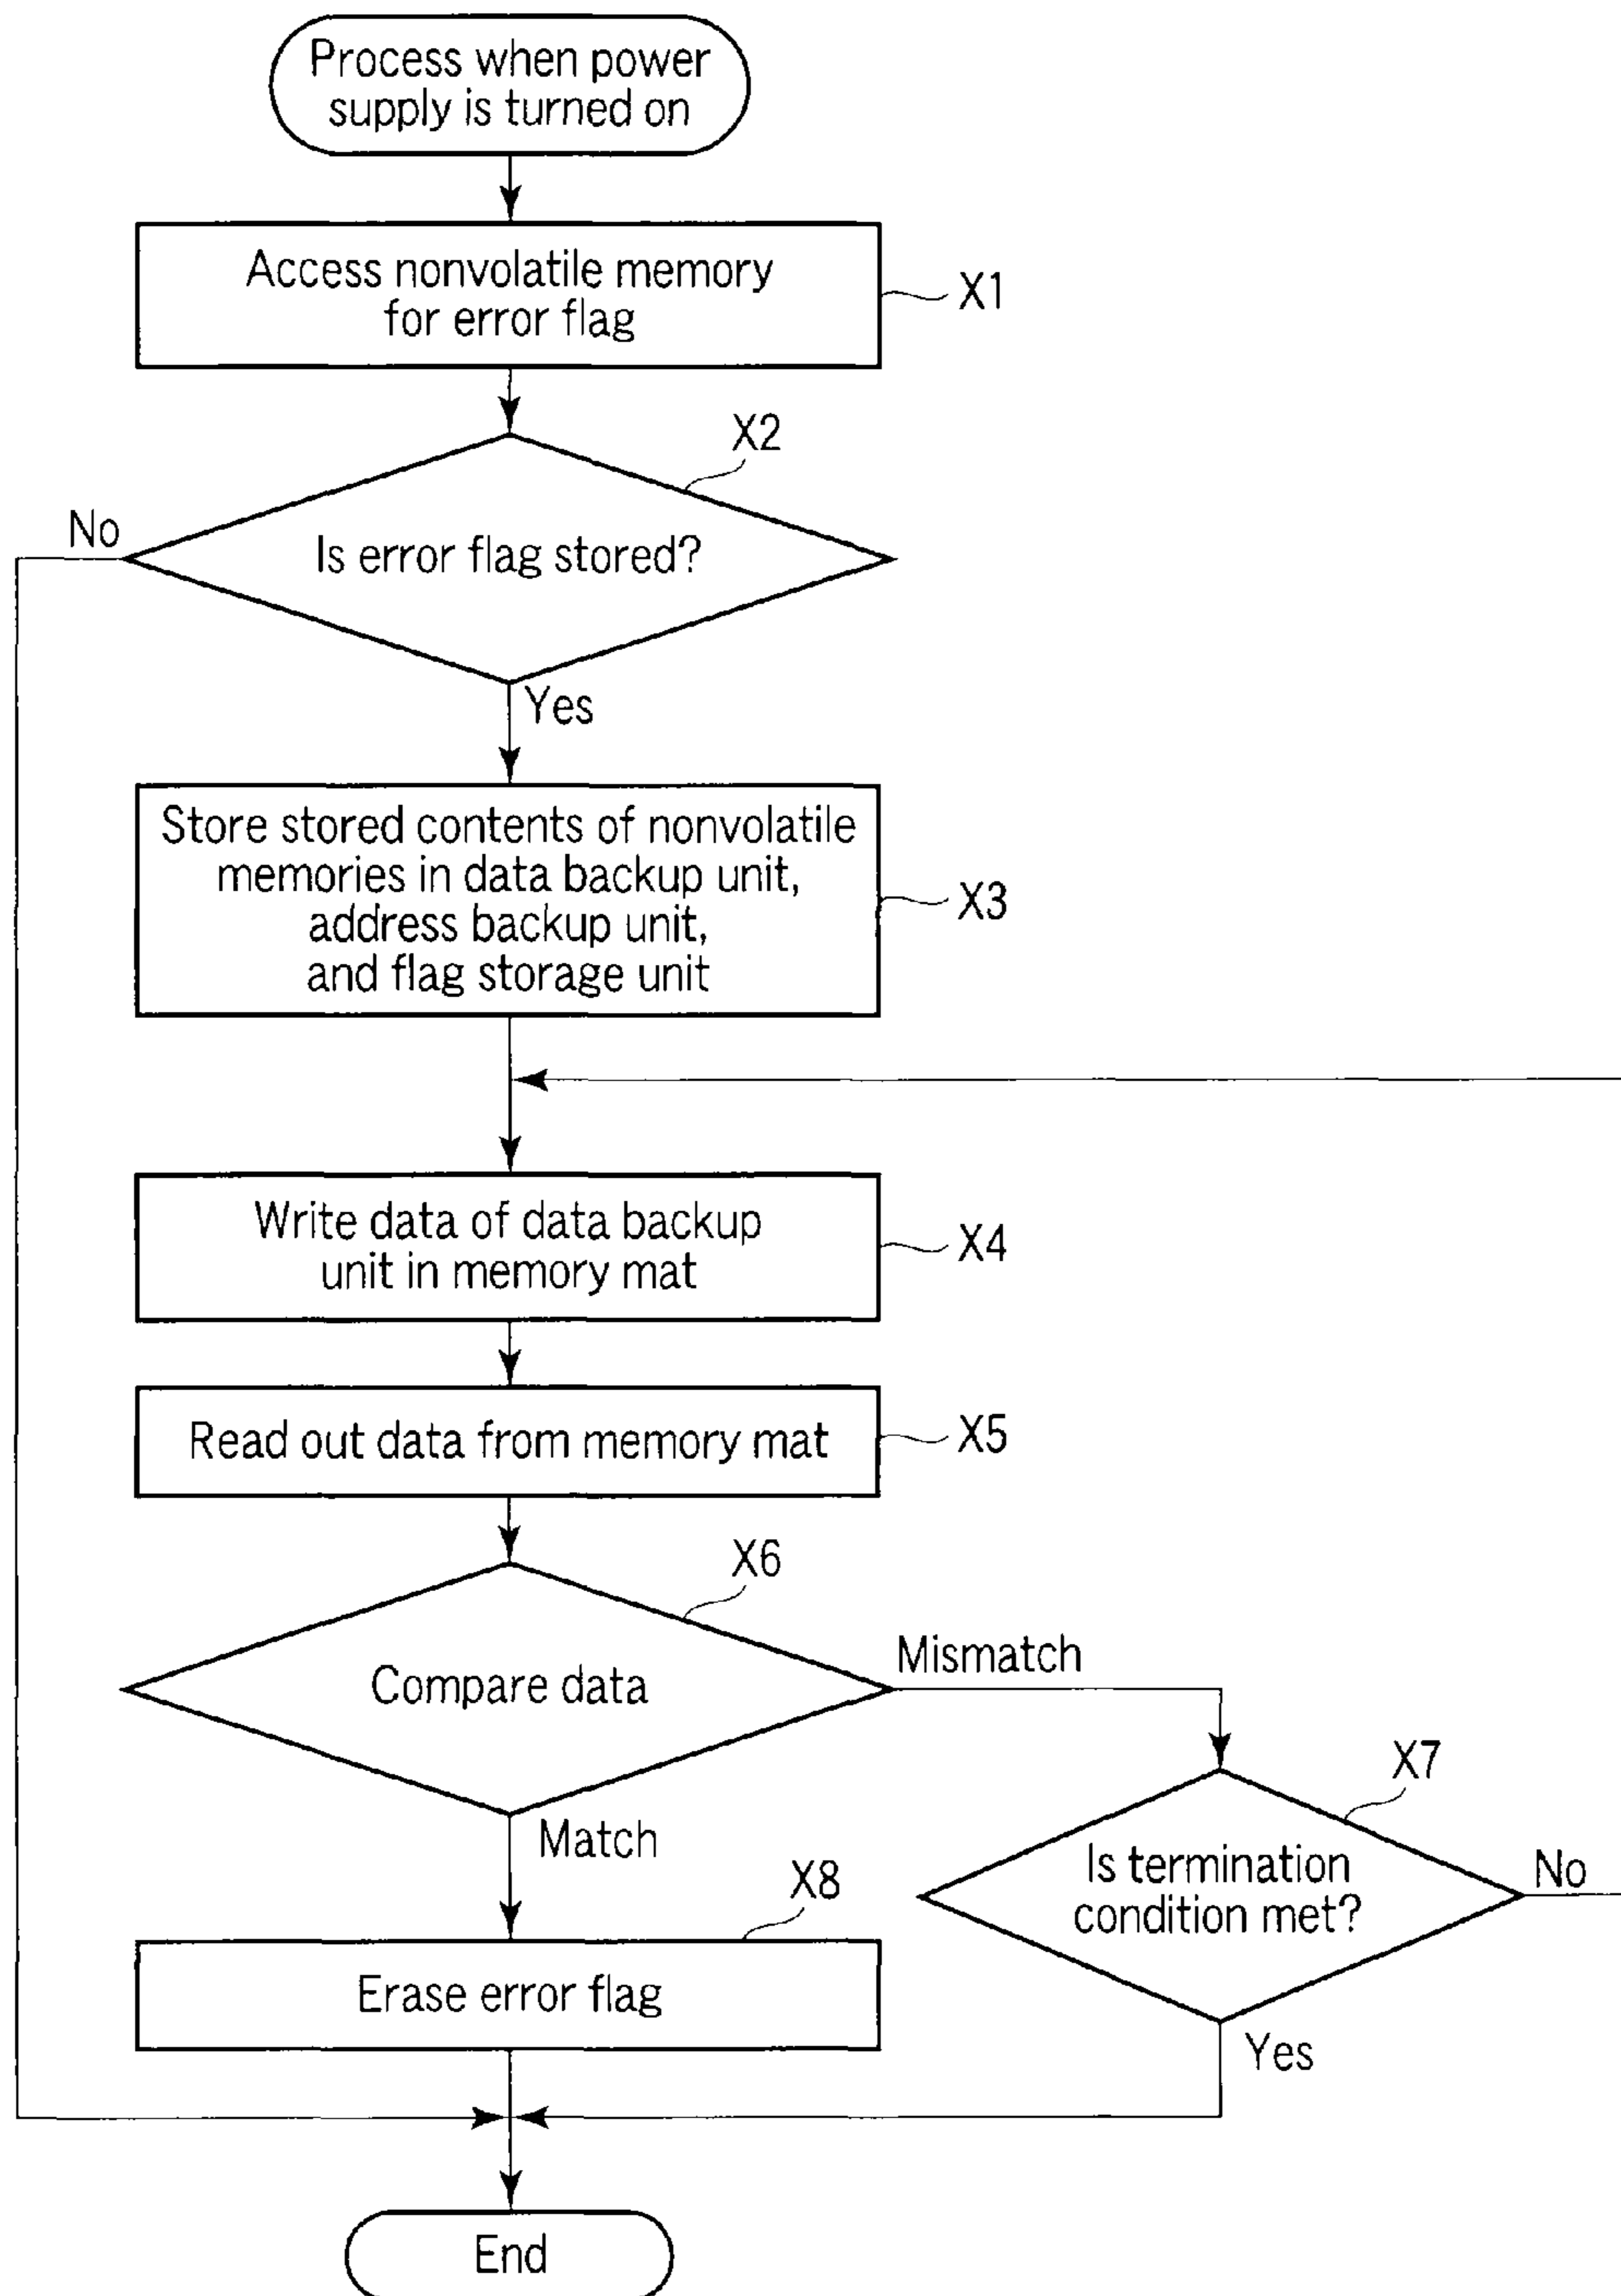 Process when power
supply is turned on
Access nonvolatile memory
for error flag
X1
X2
No
Is error flag stored?
Yes
Store stored contents of nonvolatile
memories in data backup unit,
address backup unit,
and flag storage unit
X3
Write data of data backup
unit in memory mat
X4
Read out data from memory mat
X5
X6
Mismatch
Compare data
X7
Match
Is termination
condition met?
No
X8
Erase error flag
Yes
End